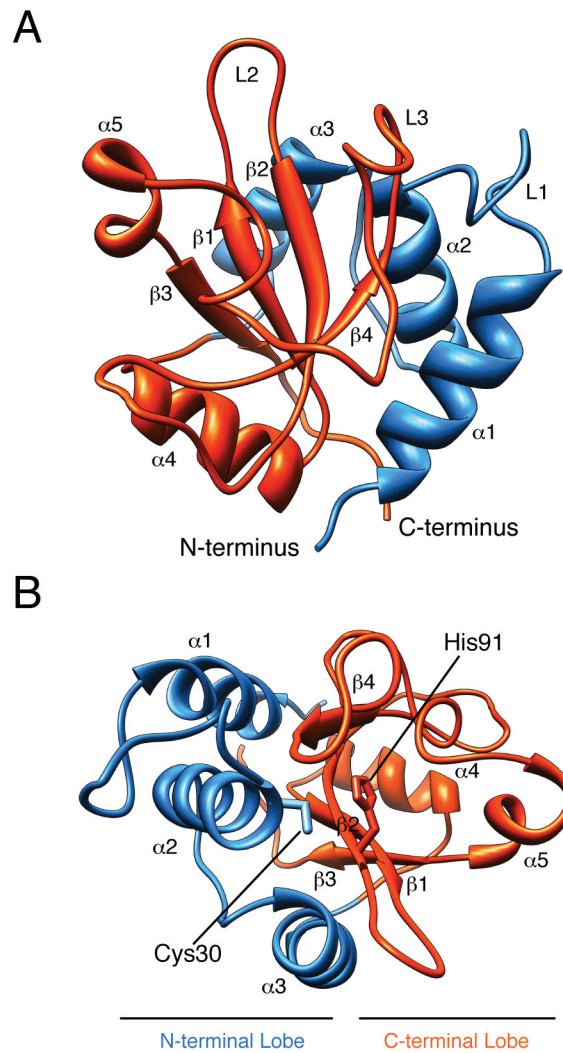 A
L2
α3
L3
α5
β2
L1
β1
α2
β3
β4
α1
α4
C-terminus
N-terminus
B
α1
His91
β4
α4
α2
β2
α5
β3
β1
Cys30
α3
N-terminal Lobe
C-terminal Lobe